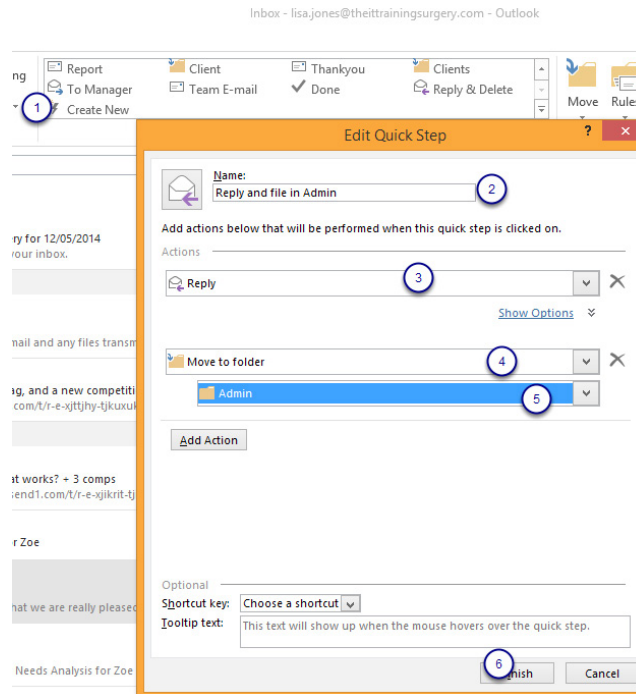 Inbox - lisa.jones@theittrainingsurgery.com - Outlook
ng Report Client Thankyou Clients
To Manager Team E-mail Done Reply & Delete
1 Create New Move Rules
Edit Quick Step ? ×
Name:
Reply and file in Admin 2
Add actions below that will be performed when this quick step is clicked on.
ry for 12/05/2014
your inbox.
Actions
Reply 3
Show Options
mail and any files transm
Move to folder 4
ag, and a new competiti
Admin 5
com/t/r-e-xjttjhy-tjkuxuk
Add Action
at works? + 3 comps
send1.com/t/r-e-xjikrit-tj
r Zoe
Optional
hat we are really pleased
Shortcut key: Choose a shortcut
Tooltip text: This text will show up when the mouse hovers over the quick step.
6 nish Cancel
Needs Analysis for Zoe